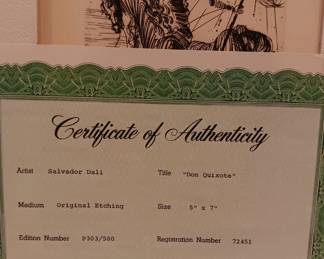 Certificate of Authenticity
Artist Salvador Dali Title "Don Quixote"
Medium Original Etching Size 5" x 7"
Edition Number P303/500 Registration Number 72451